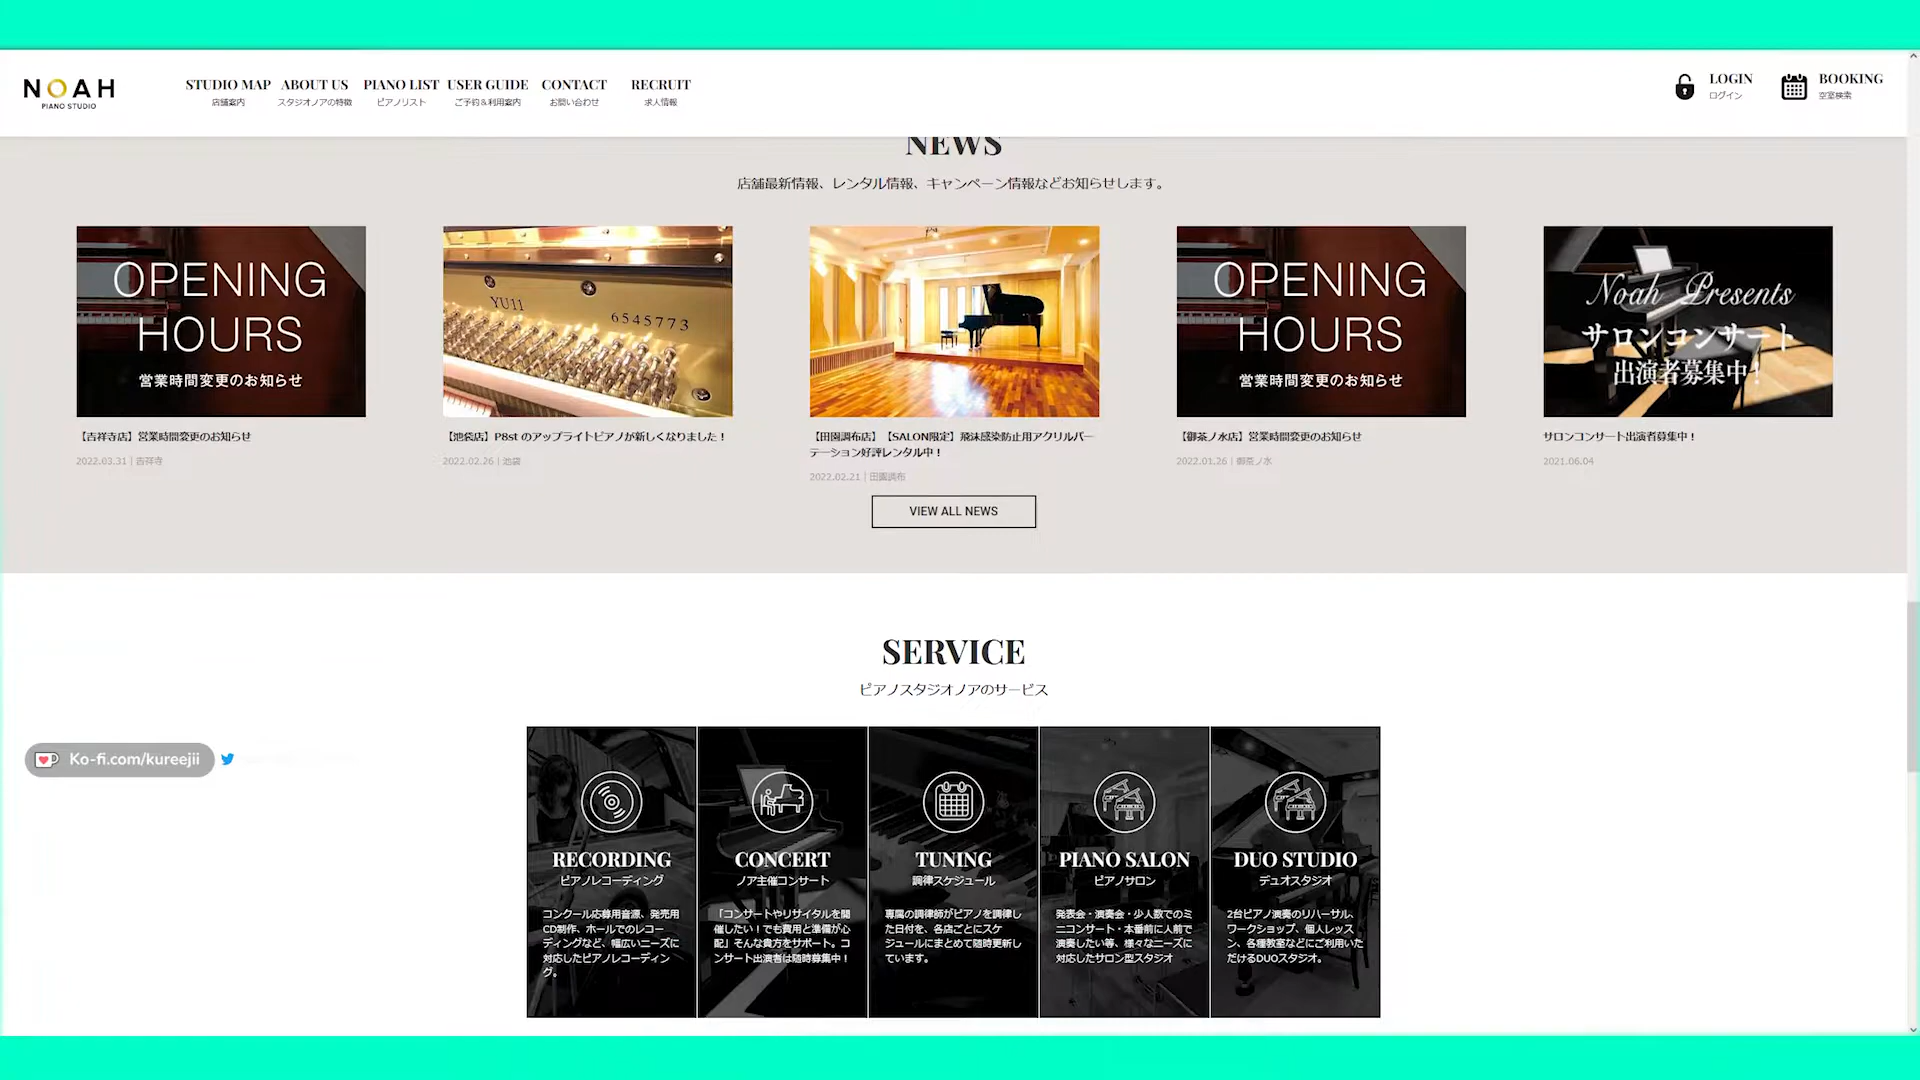 NOAH
PIANO STUDIO
STUDIO MAP
店舗案内
ABOUT US
スタジオノアの特徴
PIANO LIST
ピアノリスト
USER GUIDE
ご予約&利用案内
CONTACT
お問い合わせ
RECRUIT
求人情報
LOGIN
ログイン
BOOKING
空室検索
NEWS
店舗最新情報、レンタル情報、キャンペーン情報などお知らせします。
OPENING
HOURS
営業時間変更のお知らせ
【吉祥寺店】営業時間変更のお知らせ
2022.03.31 | 吉祥寺
YU11
6545773
【池袋店】P8st のアップライトピアノが新しくなりました！
2022.02.26 | 池袋
【田園調布店】【SALON限定】飛沫感染防止用アクリルパー
テーション好評レンタル中！
2022.02.21 | 田園調布
OPENING
HOURS
営業時間変更のお知らせ
【御茶ノ水店】営業時間変更のお知らせ
2022.01.26 | 御茶ノ水
Noah Presents
サロンコンサート
出演者募集中！
サロンコンサート出演者募集中！
2021.06.04
VIEW ALL NEWS
SERVICE
ピアノスタジオノアのサービス
Ko-fi.com/kureejii
RECORDING
ピアノレコーディング
コンクール応募用音源、発売用
CD制作、ホールでのレコー
ディングなど、幅広いニーズに
対応したピアノレコーディン
グ。
CONCERT
ノア主催コンサート
「コンサートやリサイタルを開
催したい！でも費用と準備が心
配」そんな貴方をサポート。コ
ンサート出演者は随時募集中！
TUNING
調律スケジュール
専属の調律師がピアノを調律し
た日付を、各店ごとにスケ
ジュールにまとめて随時更新し
ています。
PIANO SALON
ピアノサロン
発表会・演奏会・少人数でのミ
ニコンサート・本番前に人前で
演奏したい等、様々なニーズに
対応したサロン型スタジオ
DUO STUDIO
デュオスタジオ
2台ピアノ演奏のリハーサル、
ワークショップ、個人レッス
ン、各種教室などにご利用いた
だけるDUOスタジオ。